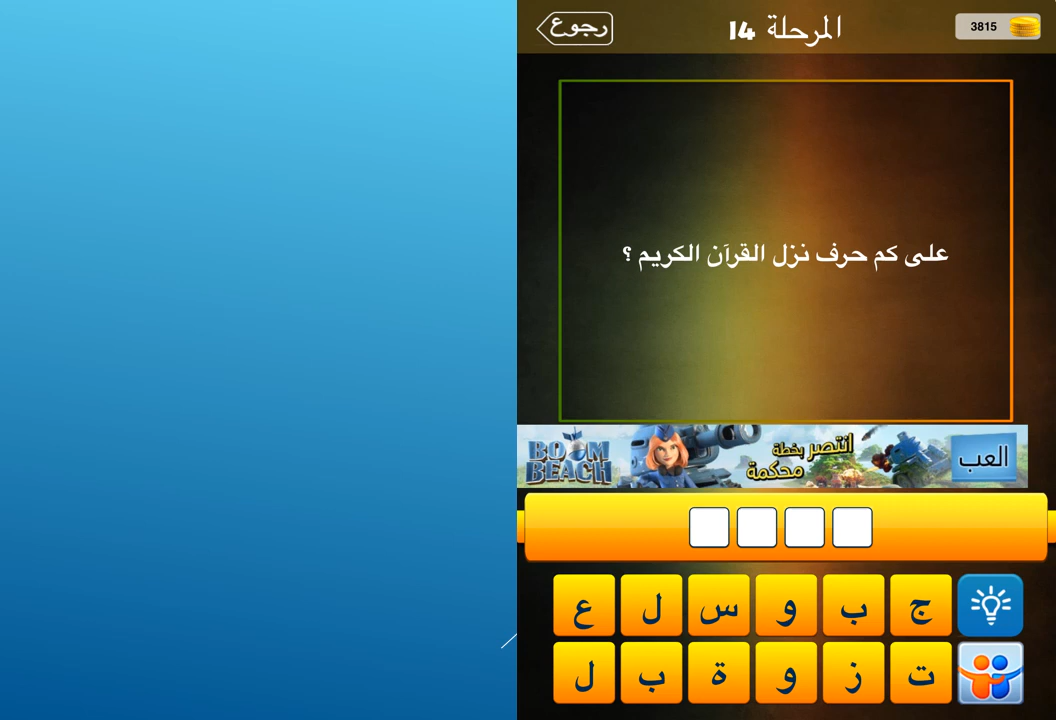 رجوع
المرحلة 14
3815
على كم حرف نزل القرآن الكريم ؟
BOOM BEACH
انتصر بخطة
محكمة
العب
ج ب و س ل ع
ت ز و ة ب ل